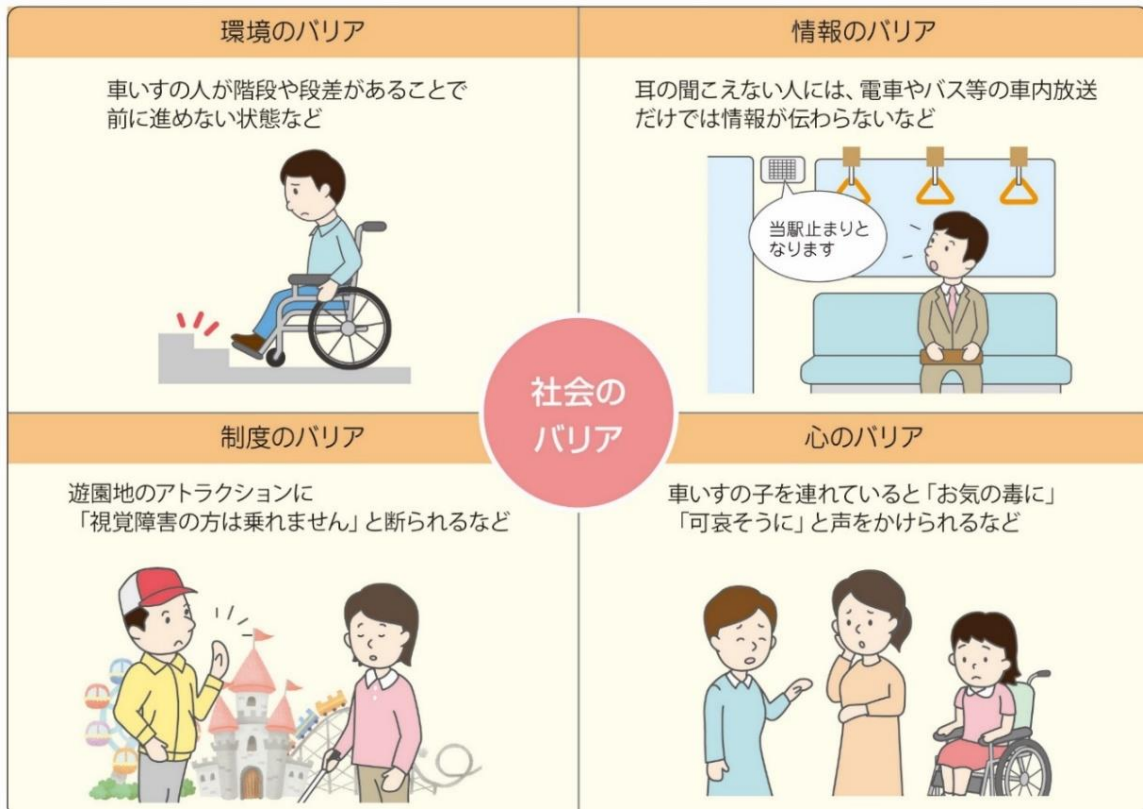 環境のバリア
車いすの人が階段や段差があることで
前に進めない状態など
情報のバリア
耳の聞こえない人には、電車やバス等の車内放送
だけでは情報が伝わらないなど
当駅止まりと
なります
社会の
バリア
制度のバリア
遊園地のアトラクションに
「視覚障害の方は乗れません」と断られるなど
心のバリア
車いすの子を連れていると「お気の毒に」
「可哀そうに」と声をかけられるなど